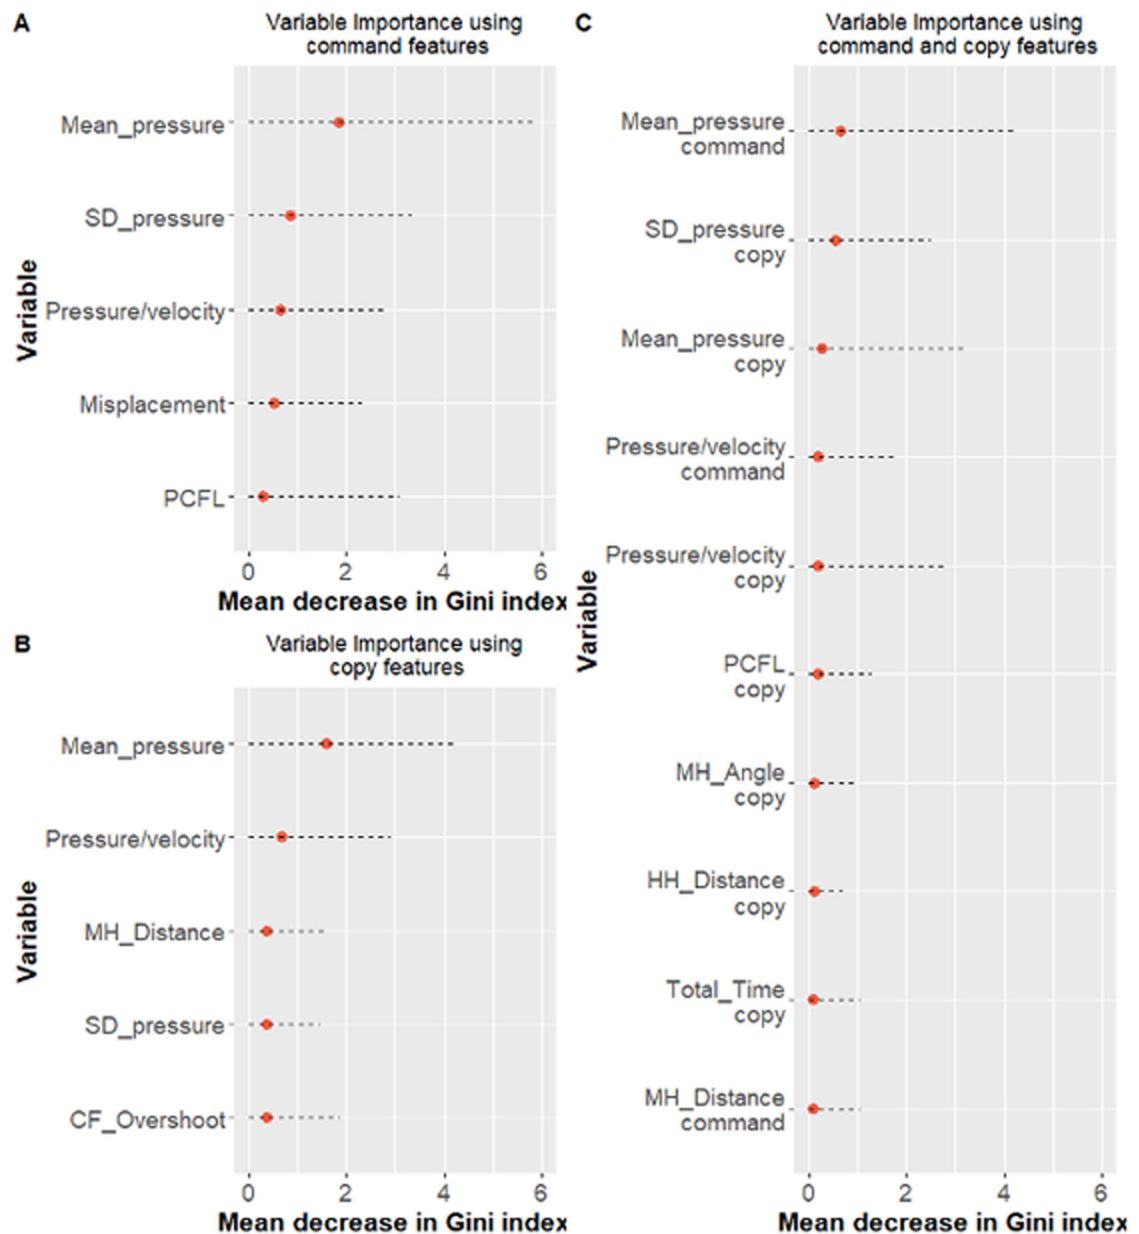 A
Variable Importance using
command features
Variable
Mean_pressure
SD_pressure
Pressure/velocity
Misplacement
PCFL
0 2 4 6
Mean decrease in Gini index
B
Variable Importance using
copy features
Variable
Mean_pressure
Pressure/velocity
MH_Distance
SD_pressure
CF_Overshoot
0 2 4 6
Mean decrease in Gini index
C
Variable Importance using
command and copy features
Variable
Mean_pressure
command
SD_pressure
copy
Mean_pressure
copy
Pressure/velocity
command
Pressure/velocity
copy
PCFL
copy
MH_Angle
copy
HH_Distance
copy
Total_Time
copy
MH_Distance
command
0 2 4 6
Mean decrease in Gini index